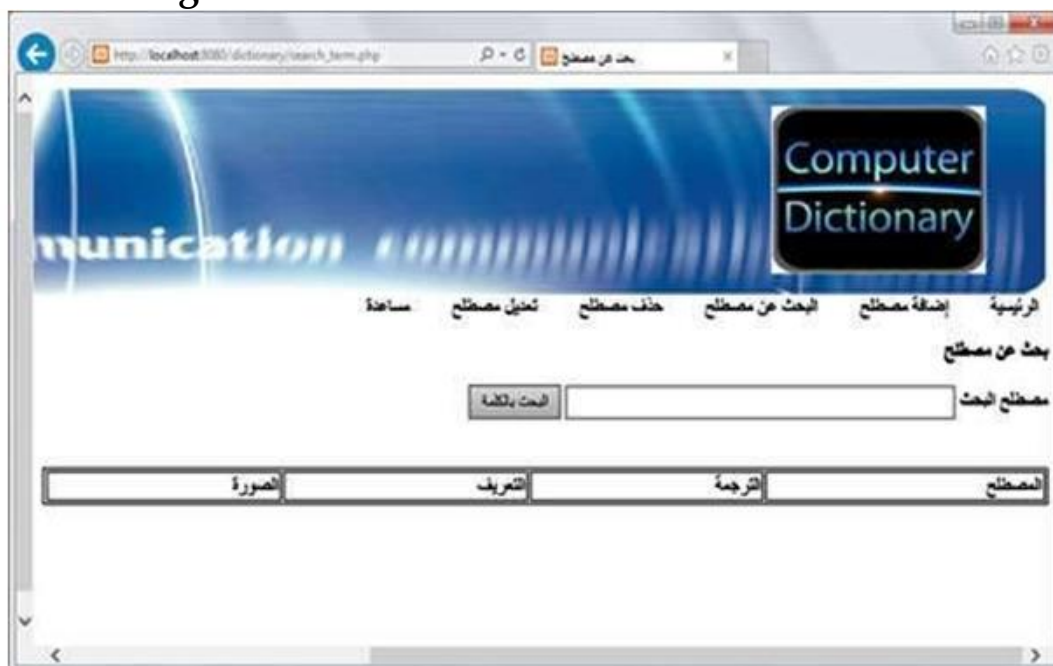 http://localhost:8080/dictionary/search_term.php
بحث عن مصطلح
Computer
Dictionary
munication
الرئيسية إضافة مصطلح البحث عن مصطلح حذف مصطلح تعديل مصطلح مساعدة
بحث عن مصطلح
مصطلح البحث البحث بالكلمة
المصطلح الترجمة التعريف الصورة